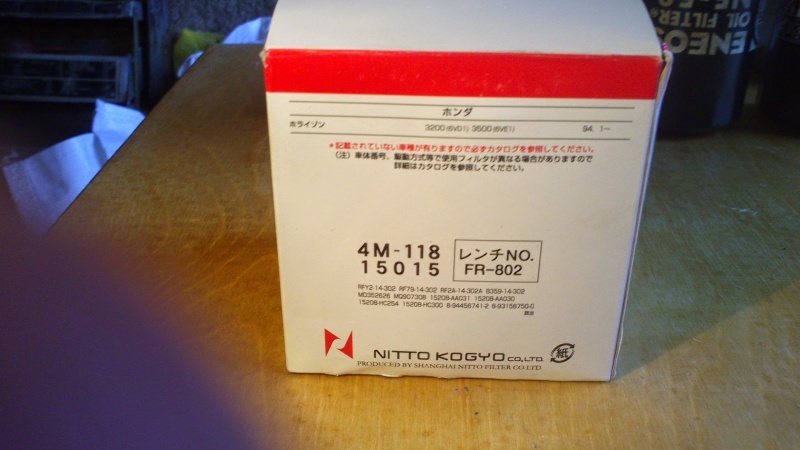 ホンダ
ホライゾン 3200 (6VD1) 3500 (6VE1) 94. 1~
*記載されていない車種が有りますので必ずカタログを参照してください。
(注) 車体番号、駆動方式等で使用フィルタが異なる場合がありますので
詳細はカタログを参照してください。
4M-118
15015
レンチNO.
FR-802
RFY2-14-302 RF79-14-302 RF2A-14-302A 8359-14-302
MD352626 MQ907308 15208-AA031 15208-AA030
15208-HC254 15208-HC300 8-94456741-2 8-93156750-0
NITTO KOGYO CO.,LTD.
紙
PRODUCED BY SHANGHAI NITTO FILTER CO LTD
OIL FILTER
ENEOS